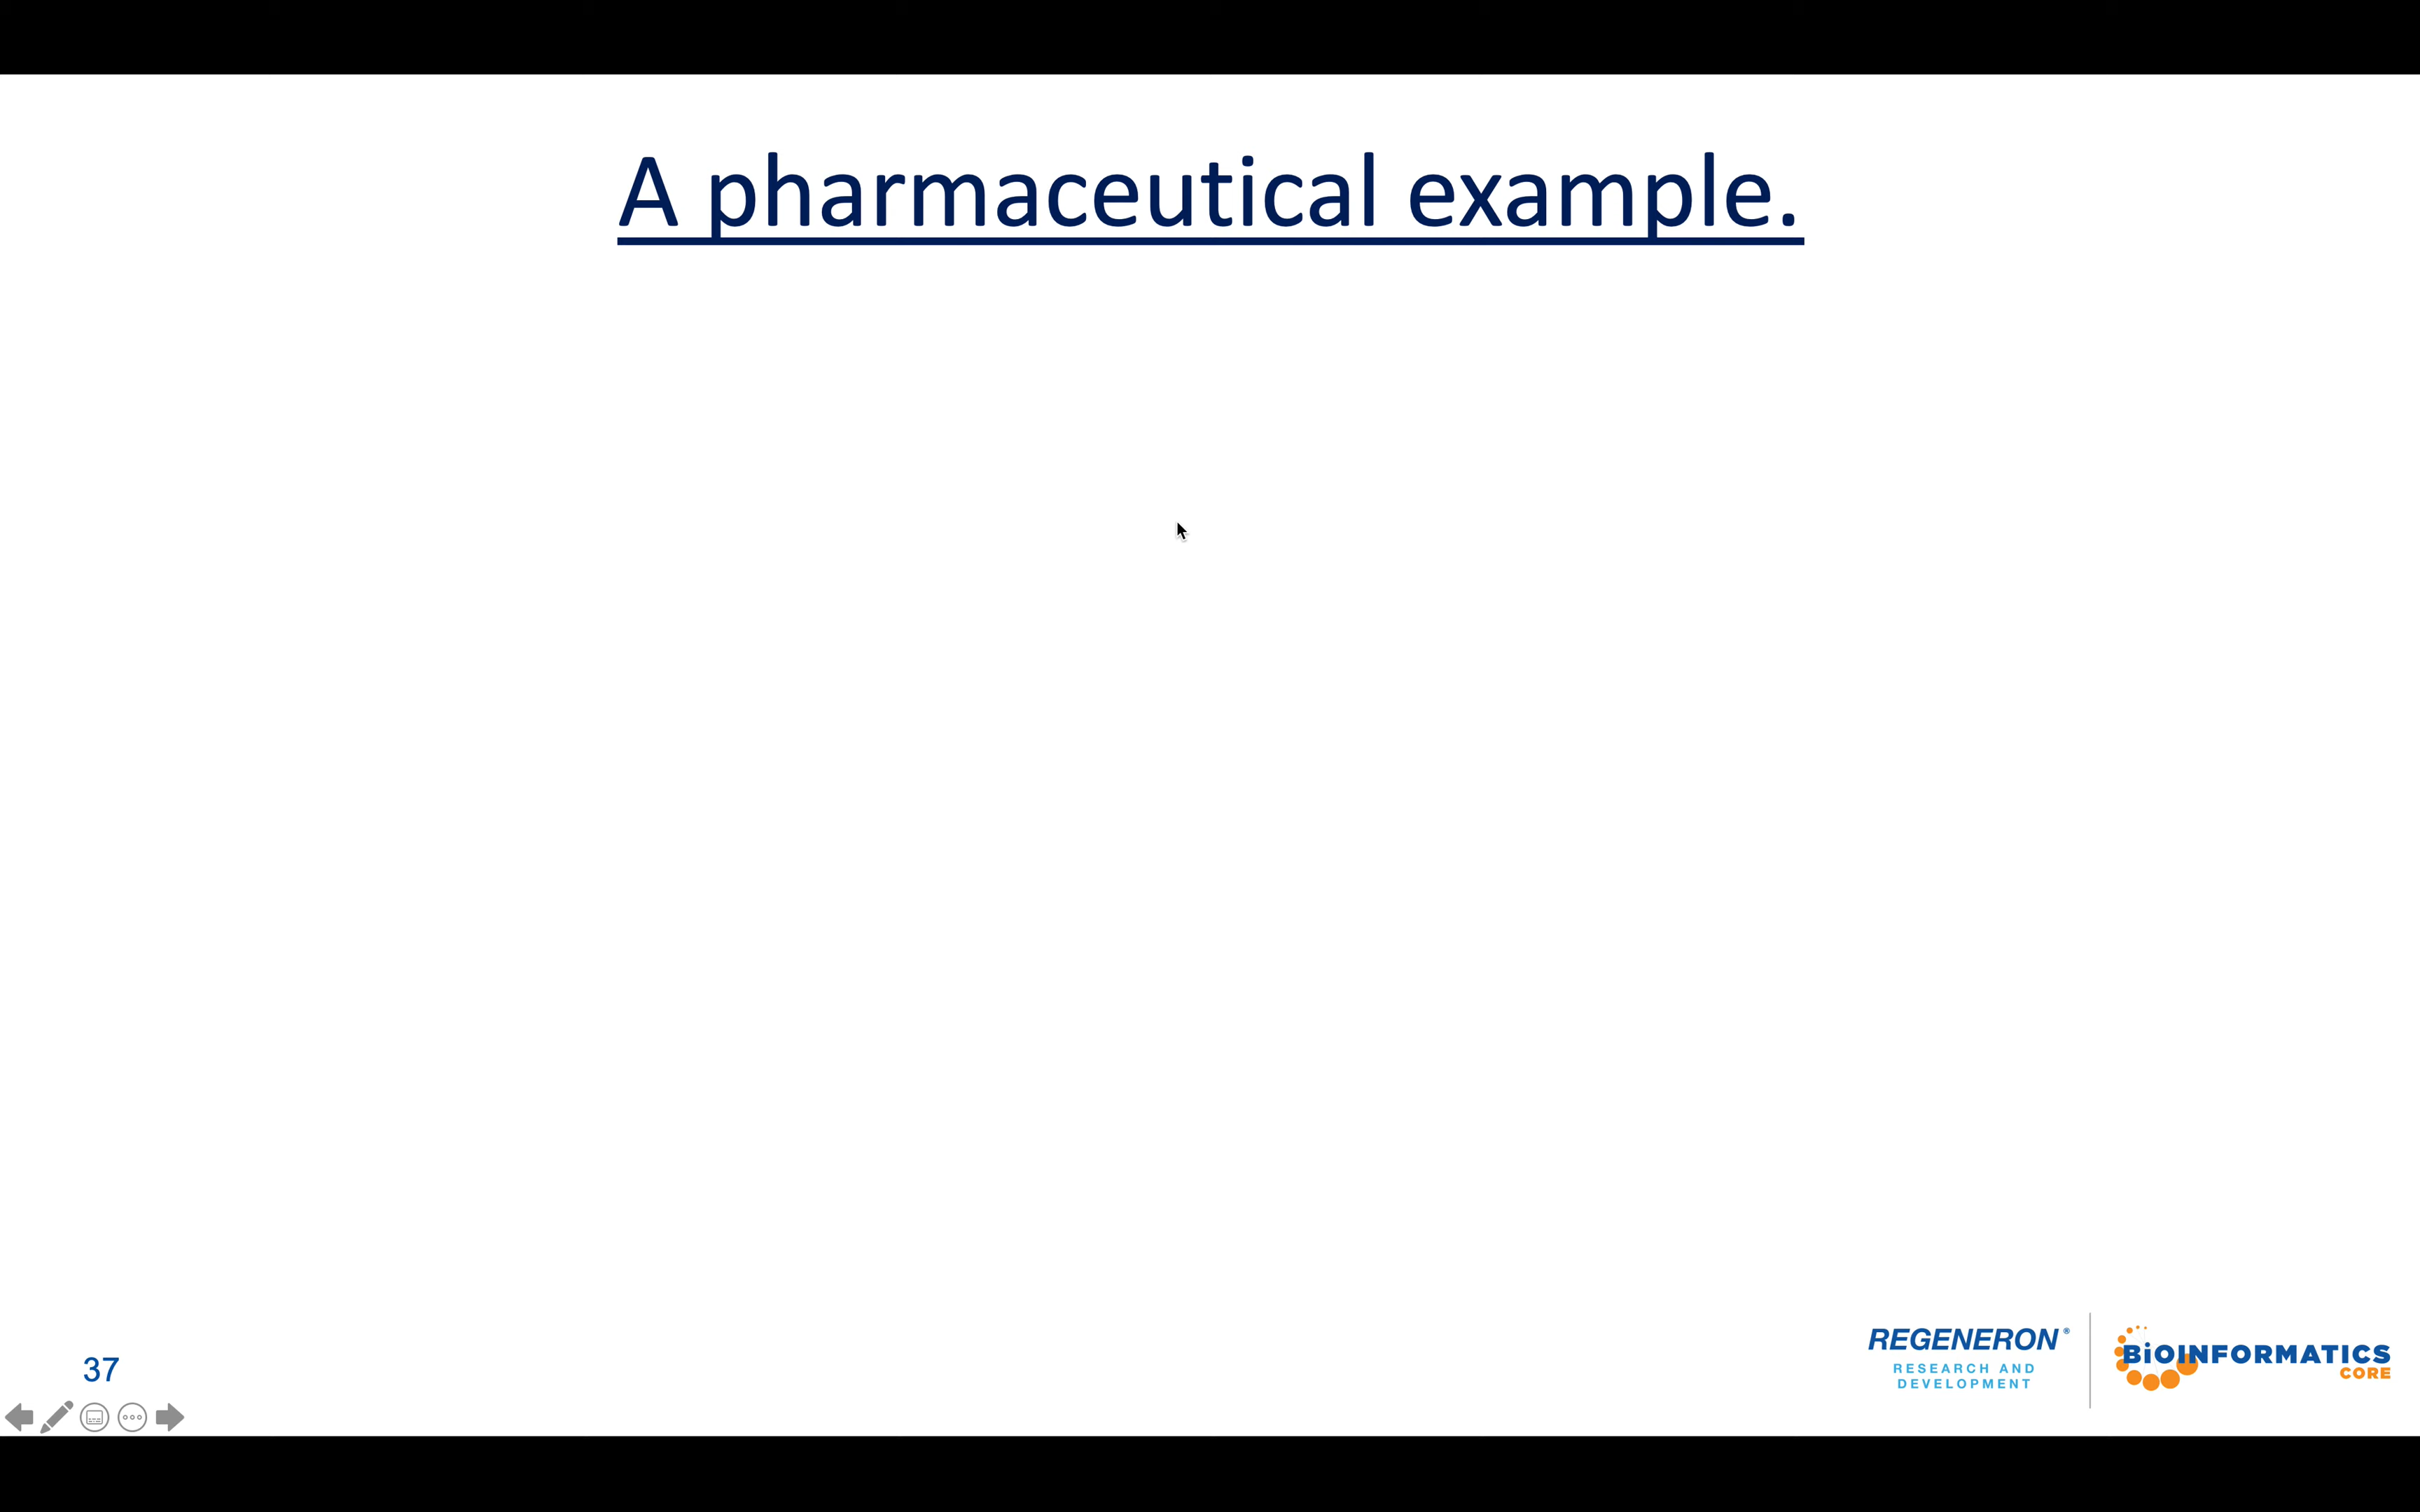 A pharmaceutical example.
37
REGENERON®
RESEARCH AND
DEVELOPMENT
BiOINFORMATICS
CORE